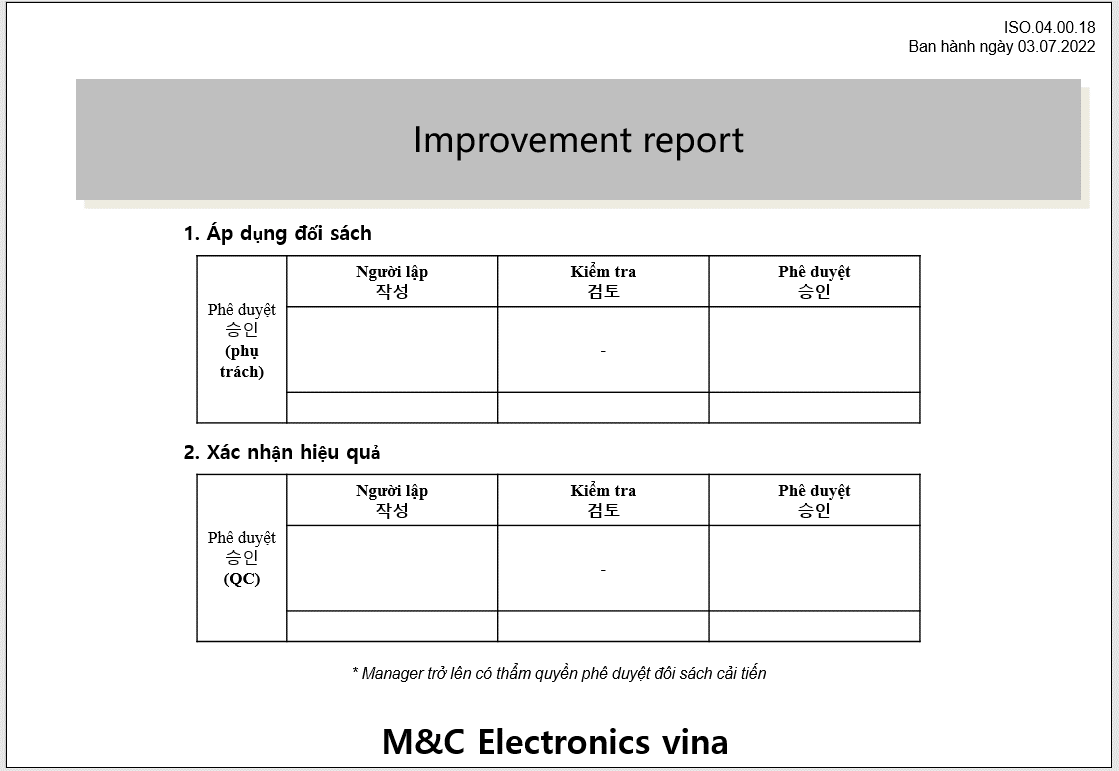 ISO.04.00.18
Ban hành ngày 03.07.2022
Improvement report
1. Áp dụng đối sách
Người lập
작성
Kiểm tra
검토
Phê duyệt
승인
Phê duyệt
승인
(phụ
trách)
-
2. Xác nhận hiệu quả
Người lập
작성
Kiểm tra
검토
Phê duyệt
승인
Phê duyệt
승인
(QC)
-
* Manager trở lên có thẩm quyền phê duyệt đôi sách cải tiến
M&C Electronics vina